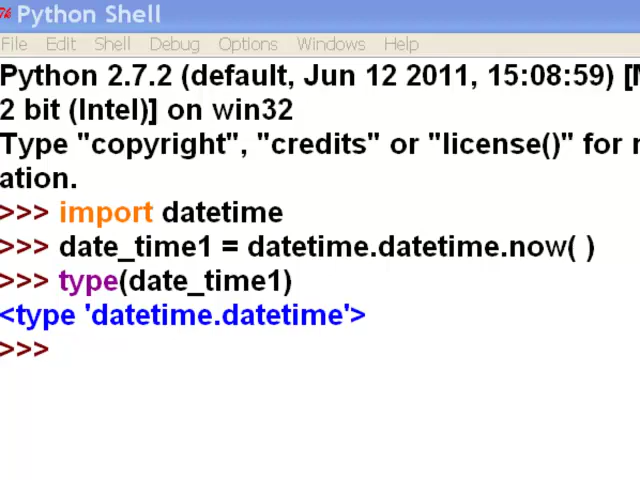 Python Shell
File Edit Shell Debug Options Windows Help
Python 2.7.2 (default, Jun 12 2011, 15:08:59) [
2 bit (Intel)] on win32
Type "copyright", "credits" or "license()" for
ation.
>>> import datetime
>>> date_time1 = datetime.datetime.now( )
>>> type(date_time1)
<type 'datetime.datetime'>
>>>